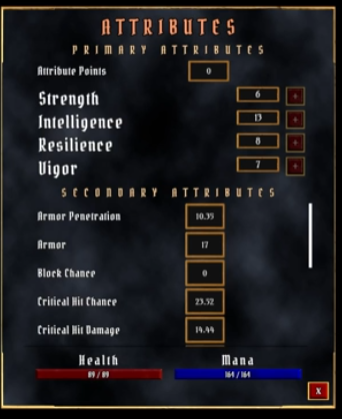 ATTRIBUTES
PRIMARY ATTRIBUTES
Attribute Points 0
Strength 6 +
Intelligence 13 +
Resilience 8 +
Vigor 7 +
SECONDARY ATTRIBUTES
Armor Penetration 10.35
Armor 17
Block Chance 0
Critical Hit Chance 23.52
Critical Hit Damage 14.44
Health Mana
89 / 89 164 / 164
X